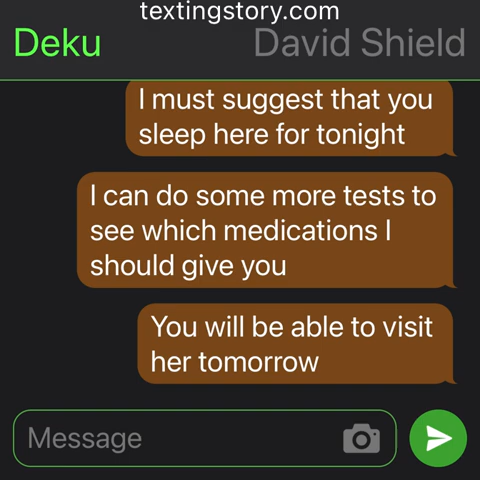 textingstory.com
Deku David Shield
I must suggest that you
sleep here for tonight
I can do some more tests to
see which medications I
should give you
You will be able to visit
her tomorrow
Message